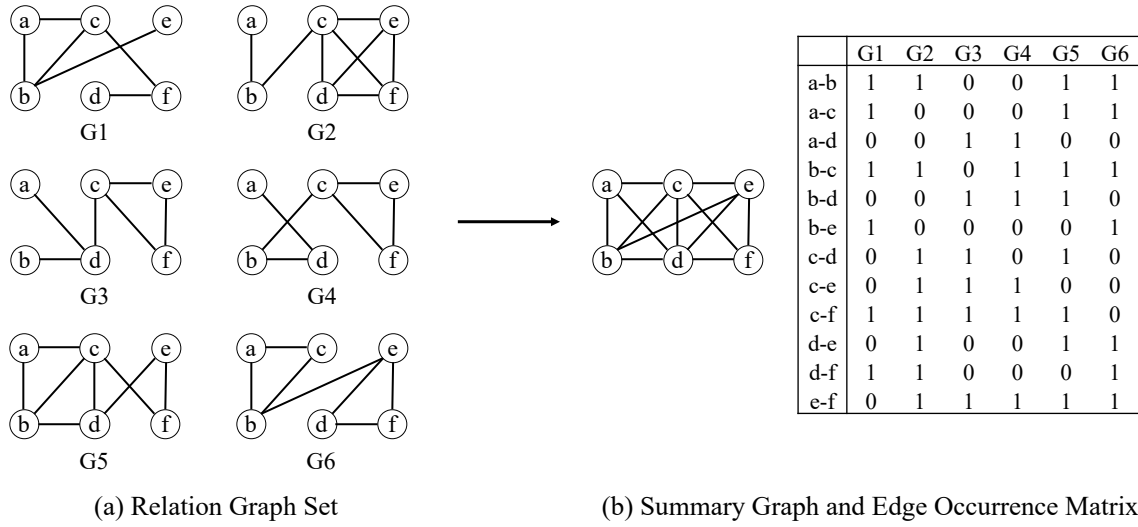 a c e
b d f
G1
a c e
b d f
G2
a c e
b d f
G3
a c e
b d f
G4
a c e
b d f
G5
a c e
b d f
G6
(a) Relation Graph Set
a c e
b d f
G1 G2 G3 G4 G5 G6
a-b 1 1 0 0 1 1
a-c 1 0 0 0 1 1
a-d 0 0 1 1 0 0
b-c 1 1 0 1 1 1
b-d 0 0 1 1 1 0
b-e 1 0 0 0 0 1
c-d 0 1 1 0 1 0
c-e 0 1 1 1 0 0
c-f 1 1 1 1 1 0
d-e 0 1 0 0 1 1
d-f 1 1 0 0 0 1
e-f 0 1 1 1 1 1
(b) Summary Graph and Edge Occurrence Matrix